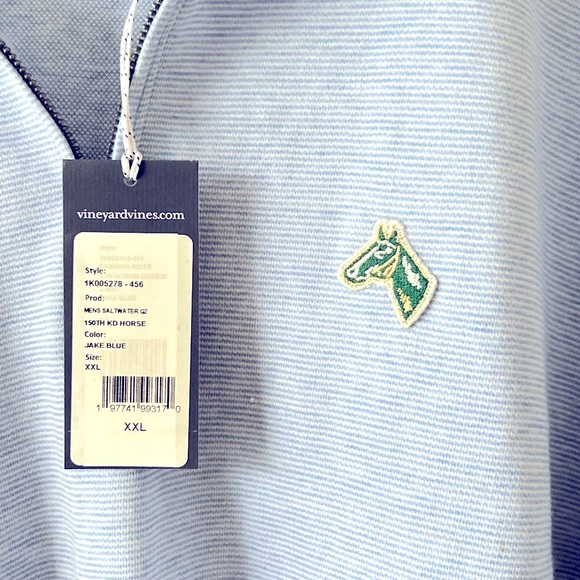 vineyardvines.com
Style:
1K005278 - 456
Prod:
MENS SALTWATER QZ
150TH KD HORSE
Color:
JAKE BLUE
Size:
XXL
1 97741 99317 0
XXL